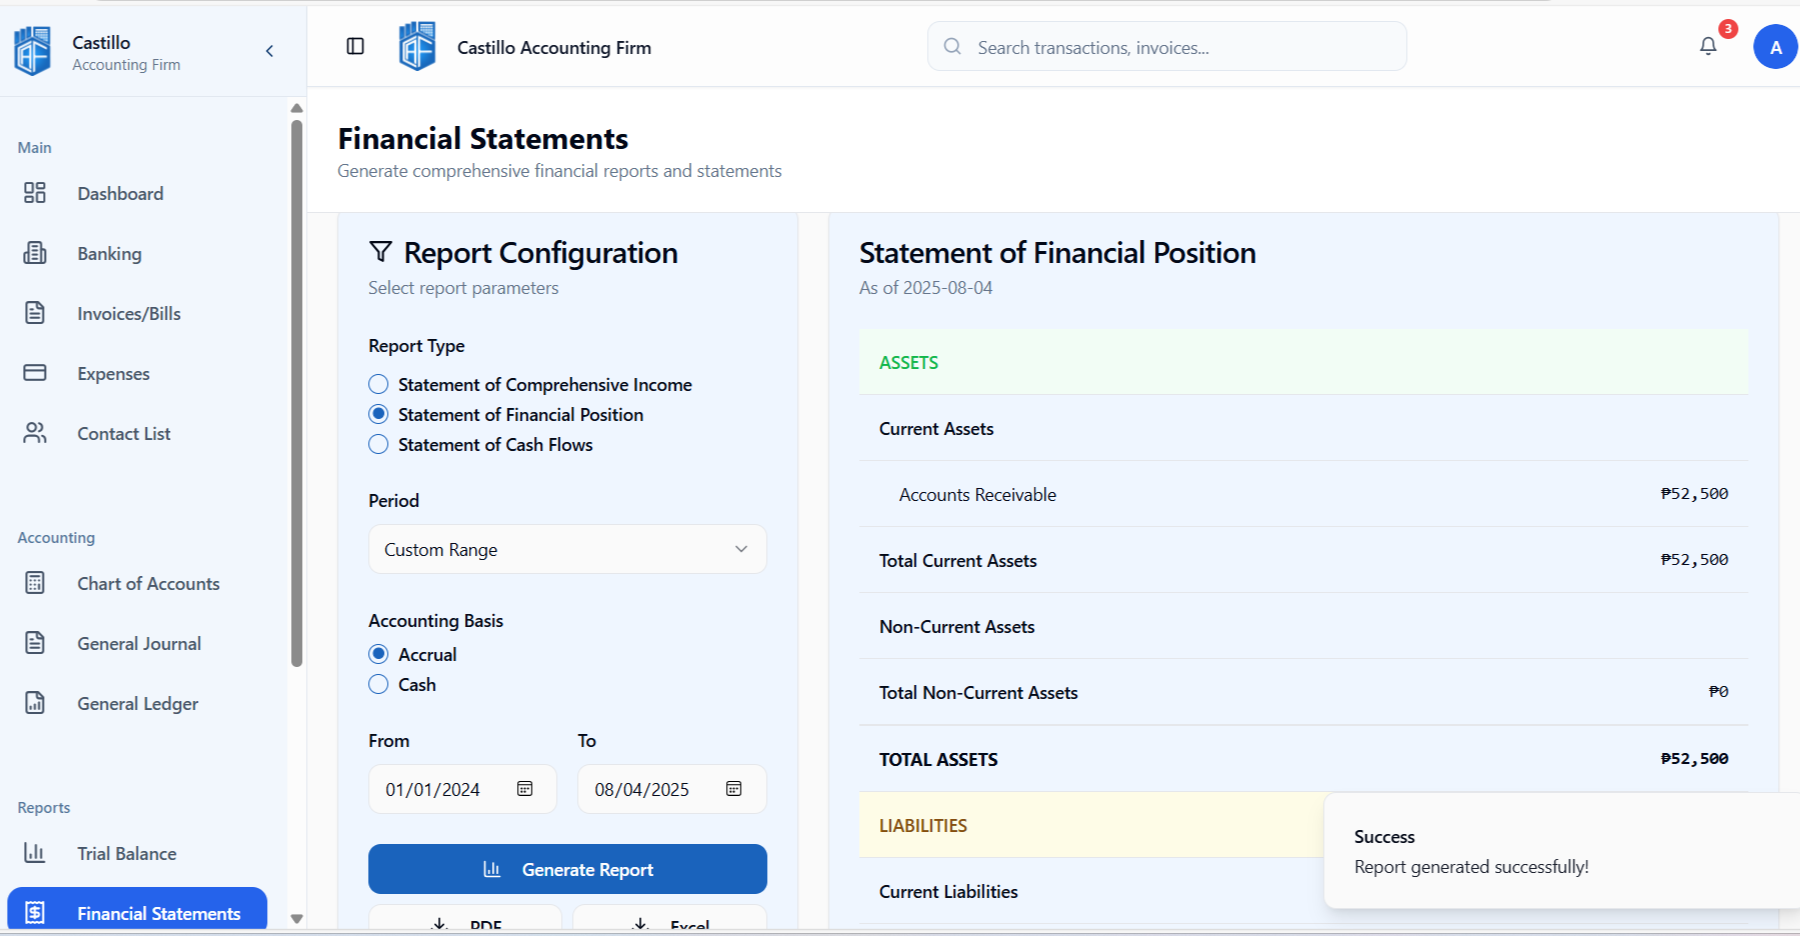 Castillo
Accounting Firm
Castillo Accounting Firm
Search transactions, invoices...
3
A
Main
Dashboard
Banking
Invoices/Bills
Expenses
Contact List
Accounting
Chart of Accounts
General Journal
General Ledger
Reports
Trial Balance
Financial Statements
Financial Statements
Generate comprehensive financial reports and statements
Report Configuration
Select report parameters
Report Type
Statement of Comprehensive Income
Statement of Financial Position
Statement of Cash Flows
Period
Custom Range
Accounting Basis
Accrual
Cash
From To
01/01/2024 08/04/2025
Generate Report
PDF Excel
Statement of Financial Position
As of 2025-08-04
ASSETS
Current Assets
Accounts Receivable ₱52,500
Total Current Assets ₱52,500
Non-Current Assets
Total Non-Current Assets ₱0
TOTAL ASSETS ₱52,500
LIABILITIES
Current Liabilities
Success
Report generated successfully!